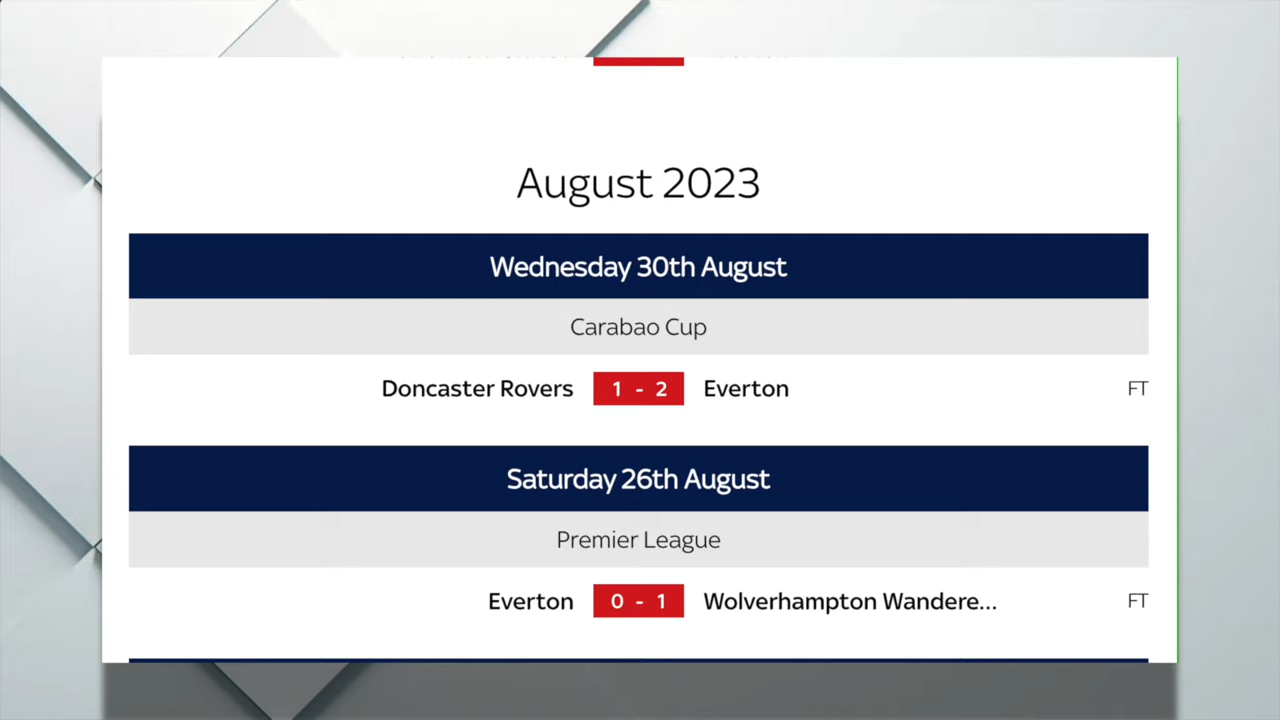 August 2023
Wednesday 30th August
Carabao Cup
Doncaster Rovers 1 - 2 Everton FT
Saturday 26th August
Premier League
Everton 0 - 1 Wolverhampton Wandere... FT